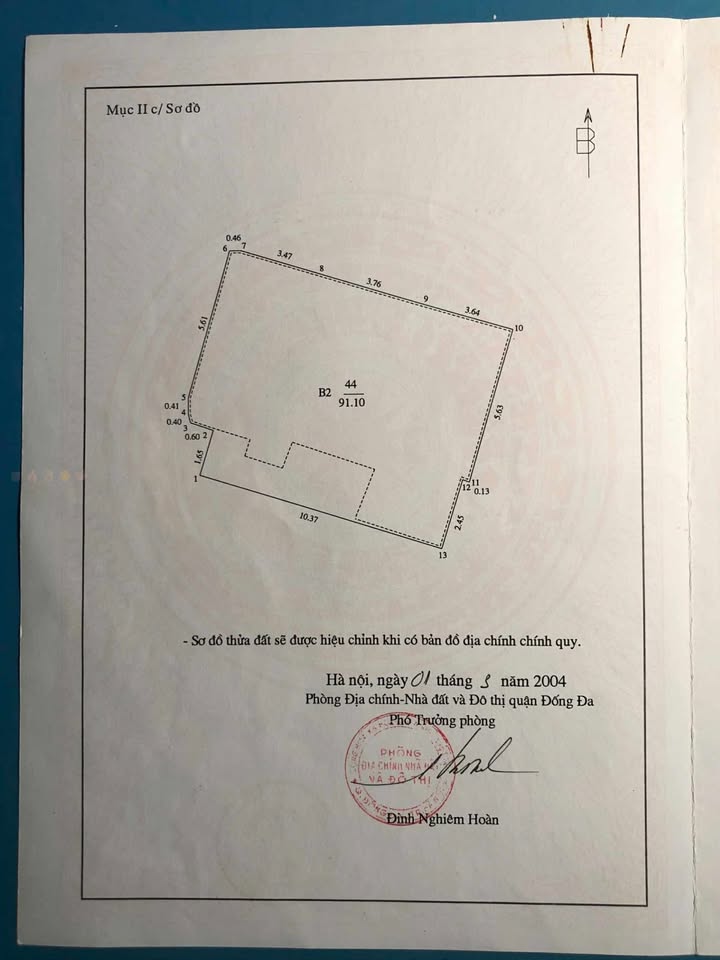 Mục II c/ Sơ đồ
B
0.46
6 7
3.47
8
3.76
9
3.64
10
5.61
B2 44
91.10
5
0.41
4
0.40
3
0.60 2
1.65
1
5.63
11
12 0.13
2.45
10.37
13
- Sơ đồ thửa đất sẽ được hiệu chỉnh khi có bản đồ địa chính chính quy.
Hà nội, ngày 01 tháng 3 năm 2004
Phòng Địa chính-Nhà đất và Đô thị quận Đống Đa
Phó Trưởng phòng
PHÒNG
ĐỊA CHÍNH NHÀ ĐẤT
VÀ ĐÔ THỊ
Đinh Nghiêm Hoàn